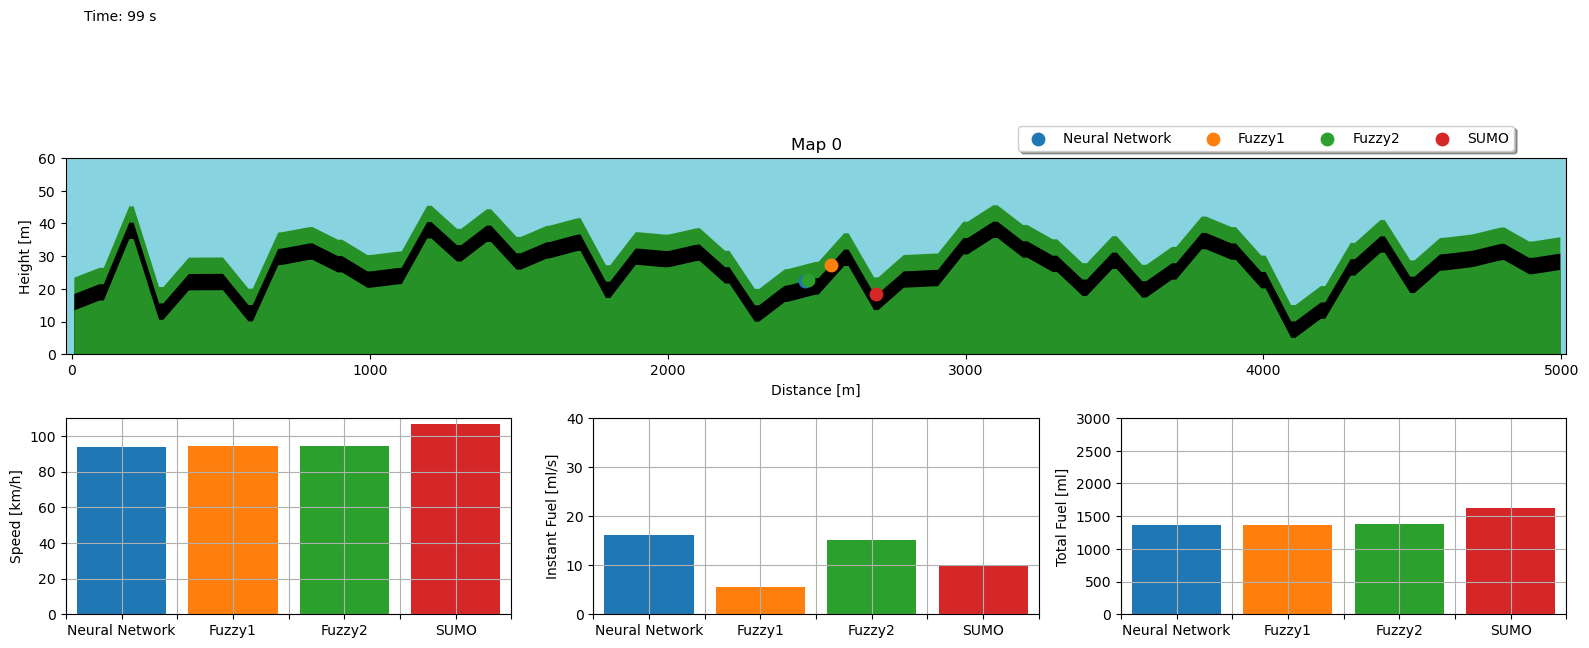 Time: 99 s
Map 0
Neural Network Fuzzy1 Fuzzy2 SUMO
Height [m]
60
50
40
30
20
10
0
0 1000 2000 3000 4000 5000
Distance [m]
Speed [km/h]
100
80
60
40
20
0
Neural Network Fuzzy1 Fuzzy2 SUMO
Instant Fuel [ml/s]
40
30
20
10
0
Neural Network Fuzzy1 Fuzzy2 SUMO
Total Fuel [ml]
3000
2500
2000
1500
1000
500
0
Neural Network Fuzzy1 Fuzzy2 SUMO